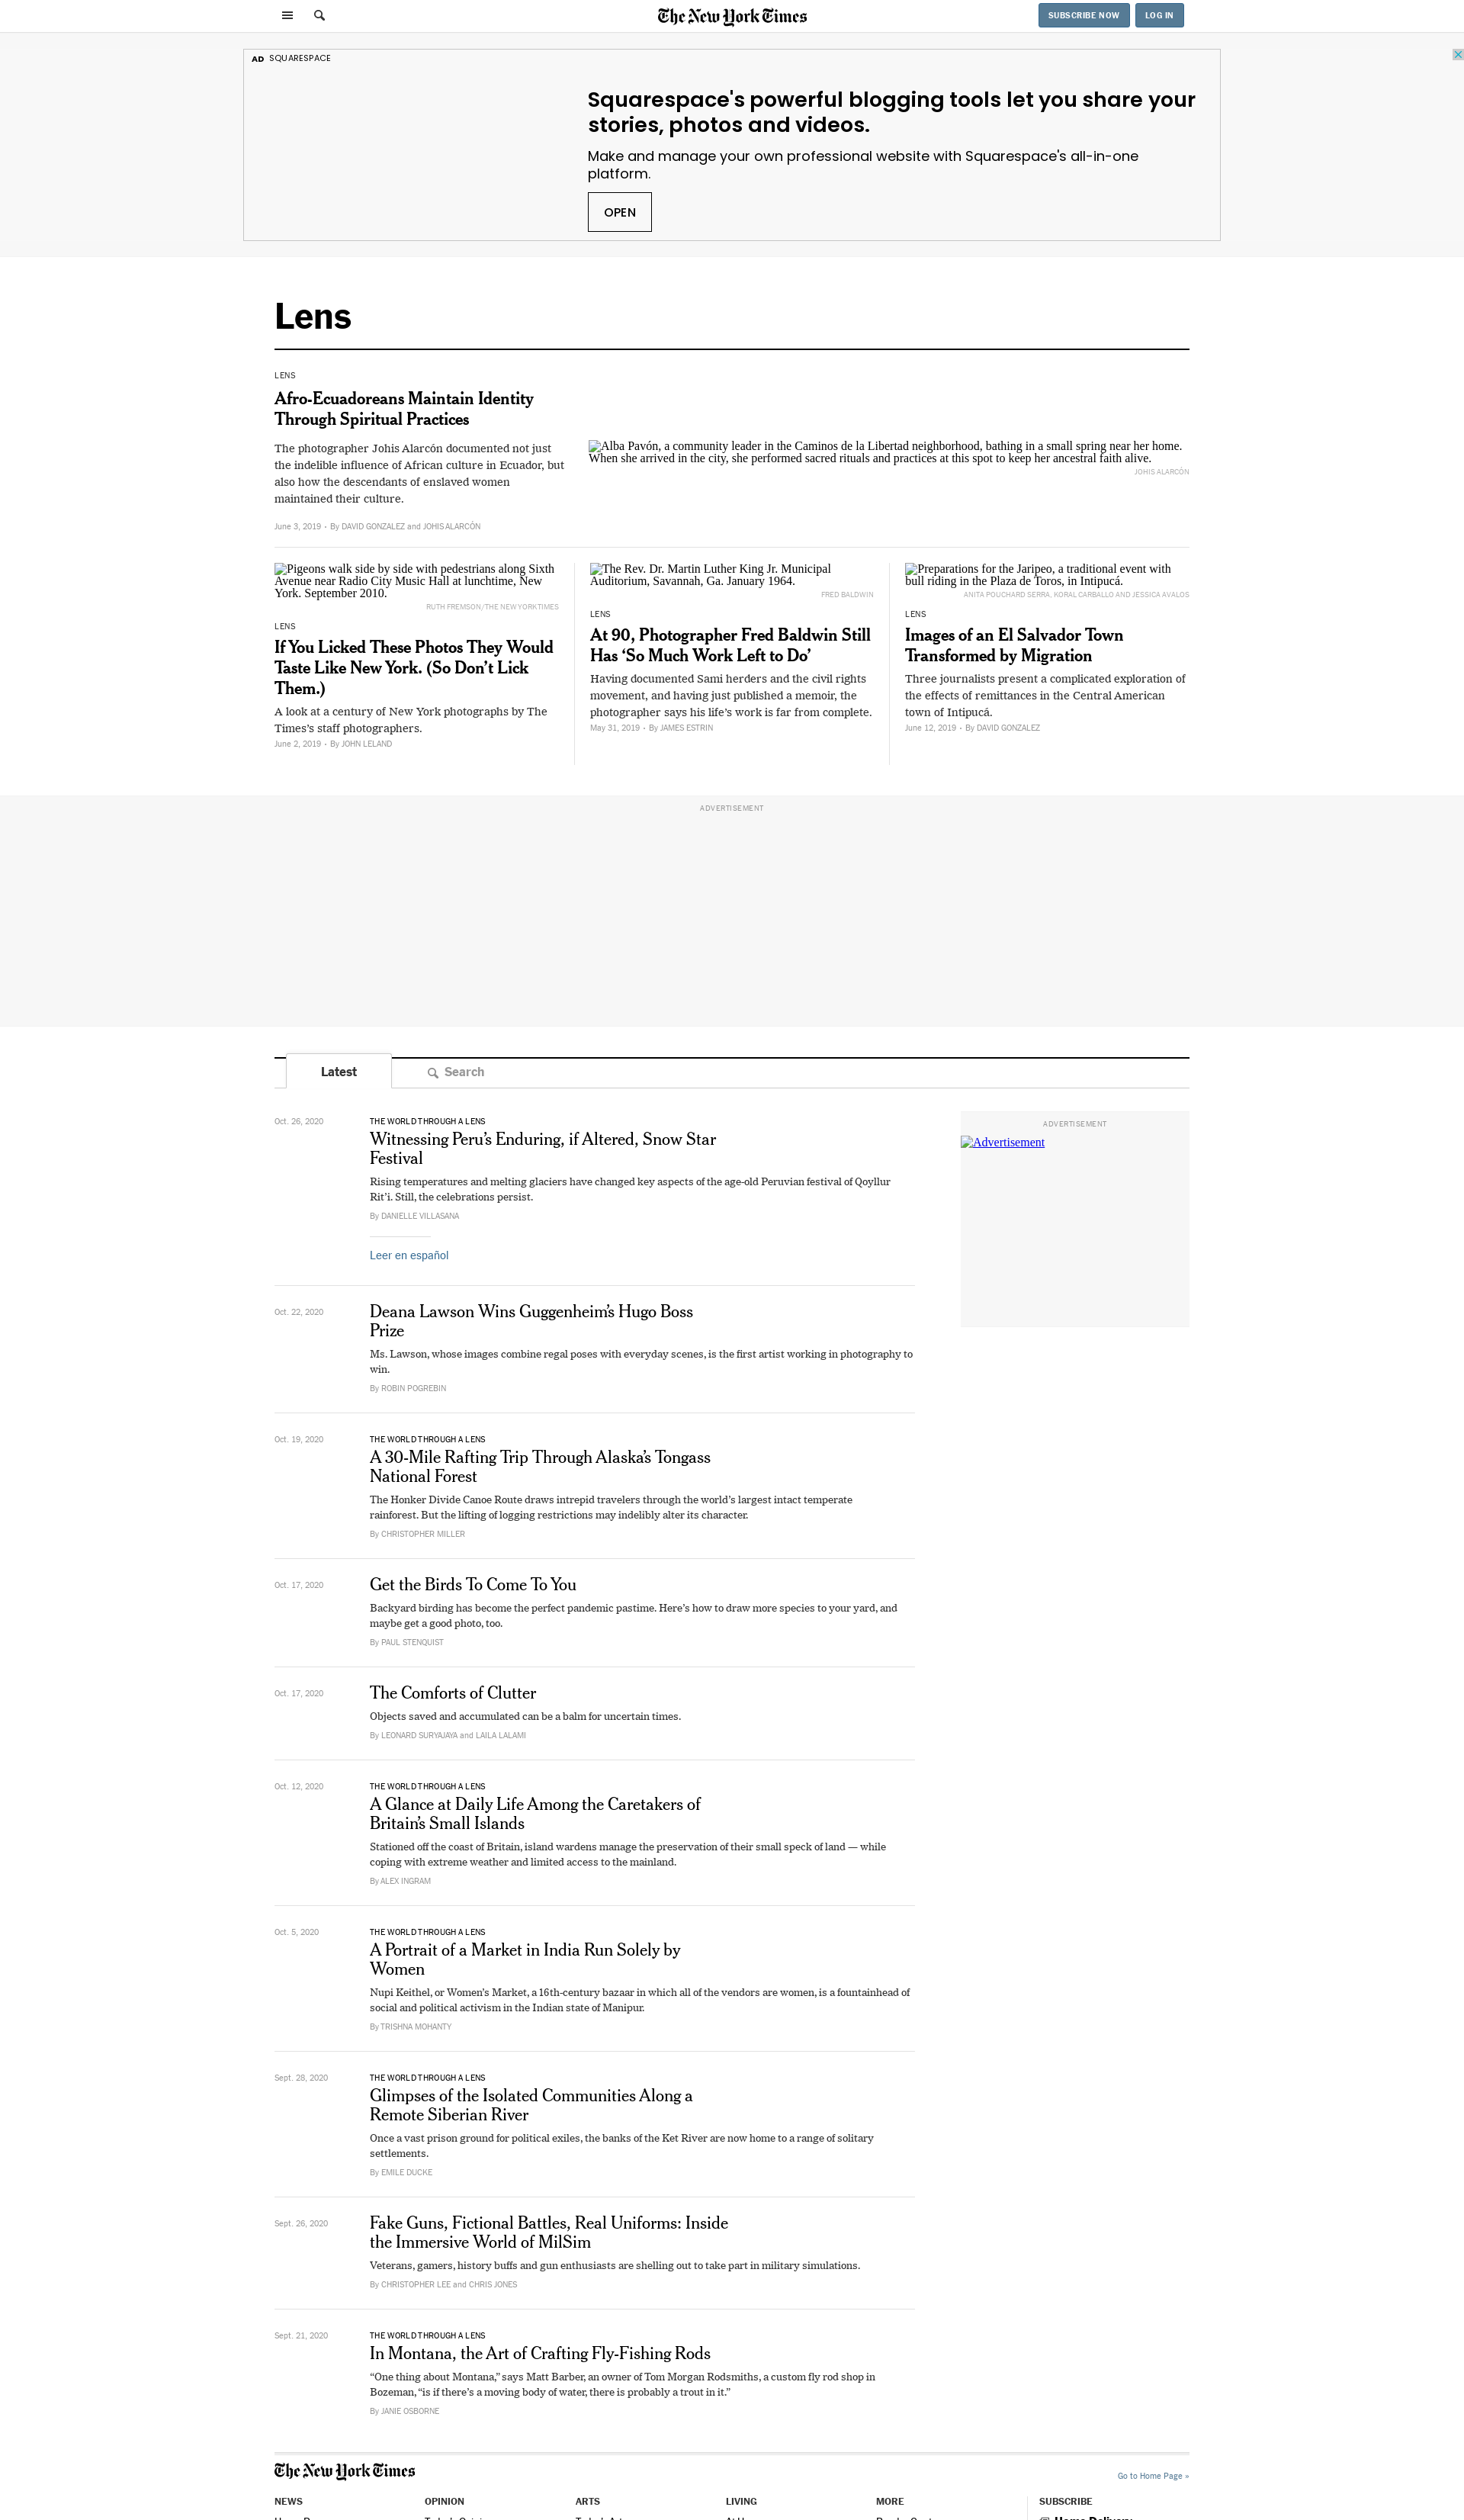 The New York Times
SUBSCRIBE NOW
LOG IN
AD SQUARESPACE
Squarespace's powerful blogging tools let you share your
stories, photos and videos.
Make and manage your own professional website with Squarespace's all-in-one
platform.
OPEN
Lens
LENS
Afro-Ecuadoreans Maintain Identity
Through Spiritual Practices
The photographer Johis Alarcón documented not just
the indelible influence of African culture in Ecuador, but
also how the descendants of enslaved women
maintained their culture.
June 3, 2019 • By DAVID GONZALEZ and JOHIS ALARCÓN
Alba Pavón, a community leader in the Caminos de la Libertad neighborhood, bathing in a small spring near her home.
When she arrived in the city, she performed sacred rituals and practices at this spot to keep her ancestral faith alive.
JOHIS ALARCÓN
Pigeons walk side by side with pedestrians along Sixth
Avenue near Radio City Music Hall at lunchtime, New
York. September 2010.
RUTH FREMSON/THE NEW YORK TIMES
LENS
If You Licked These Photos They Would
Taste Like New York. (So Don’t Lick
Them.)
A look at a century of New York photographs by The
Times’s staff photographers.
June 2, 2019 • By JOHN LELAND
The Rev. Dr. Martin Luther King Jr. Municipal
Auditorium, Savannah, Ga. January 1964.
FRED BALDWIN
LENS
At 90, Photographer Fred Baldwin Still
Has ‘So Much Work Left to Do’
Having documented Sami herders and the civil rights
movement, and having just published a memoir, the
photographer says his life’s work is far from complete.
May 31, 2019 • By JAMES ESTRIN
Preparations for the Jaripeo, a traditional event with
bull riding in the Plaza de Toros, in Intipucá.
ANITA POUCHARD SERRA, KORAL CARBALLO AND JESSICA AVALOS
LENS
Images of an El Salvador Town
Transformed by Migration
Three journalists present a complicated exploration of
the effects of remittances in the Central American
town of Intipucá.
June 12, 2019 • By DAVID GONZALEZ
ADVERTISEMENT
Latest
Search
Oct. 26, 2020
THE WORLD THROUGH A LENS
Witnessing Peru’s Enduring, if Altered, Snow Star
Festival
Rising temperatures and melting glaciers have changed key aspects of the age-old Peruvian festival of Qoyllur
Rit’i. Still, the celebrations persist.
By DANIELLE VILLASANA
Leer en español
ADVERTISEMENT
Advertisement
Oct. 22, 2020
Deana Lawson Wins Guggenheim’s Hugo Boss
Prize
Ms. Lawson, whose images combine regal poses with everyday scenes, is the first artist working in photography to
win.
By ROBIN POGREBIN
Oct. 19, 2020
THE WORLD THROUGH A LENS
A 30-Mile Rafting Trip Through Alaska’s Tongass
National Forest
The Honker Divide Canoe Route draws intrepid travelers through the world’s largest intact temperate
rainforest. But the lifting of logging restrictions may indelibly alter its character.
By CHRISTOPHER MILLER
Oct. 17, 2020
Get the Birds To Come To You
Backyard birding has become the perfect pandemic pastime. Here’s how to draw more species to your yard, and
maybe get a good photo, too.
By PAUL STENQUIST
Oct. 17, 2020
The Comforts of Clutter
Objects saved and accumulated can be a balm for uncertain times.
By LEONARD SURYAJAYA and LAILA LALAMI
Oct. 12, 2020
THE WORLD THROUGH A LENS
A Glance at Daily Life Among the Caretakers of
Britain’s Small Islands
Stationed off the coast of Britain, island wardens manage the preservation of their small speck of land — while
coping with extreme weather and limited access to the mainland.
By ALEX INGRAM
Oct. 5, 2020
THE WORLD THROUGH A LENS
A Portrait of a Market in India Run Solely by
Women
Nupi Keithel, or Women’s Market, a 16th-century bazaar in which all of the vendors are women, is a fountainhead of
social and political activism in the Indian state of Manipur.
By TRISHNA MOHANTY
Sept. 28, 2020
THE WORLD THROUGH A LENS
Glimpses of the Isolated Communities Along a
Remote Siberian River
Once a vast prison ground for political exiles, the banks of the Ket River are now home to a range of solitary
settlements.
By EMILE DUCKE
Sept. 26, 2020
Fake Guns, Fictional Battles, Real Uniforms: Inside
the Immersive World of MilSim
Veterans, gamers, history buffs and gun enthusiasts are shelling out to take part in military simulations.
By CHRISTOPHER LEE and CHRIS JONES
Sept. 21, 2020
THE WORLD THROUGH A LENS
In Montana, the Art of Crafting Fly-Fishing Rods
“One thing about Montana,” says Matt Barber, an owner of Tom Morgan Rodsmiths, a custom fly rod shop in
Bozeman, “is if there’s a moving body of water, there is probably a trout in it.”
By JANIE OSBORNE
The New York Times
Go to Home Page »
NEWS
OPINION
ARTS
LIVING
MORE
SUBSCRIBE